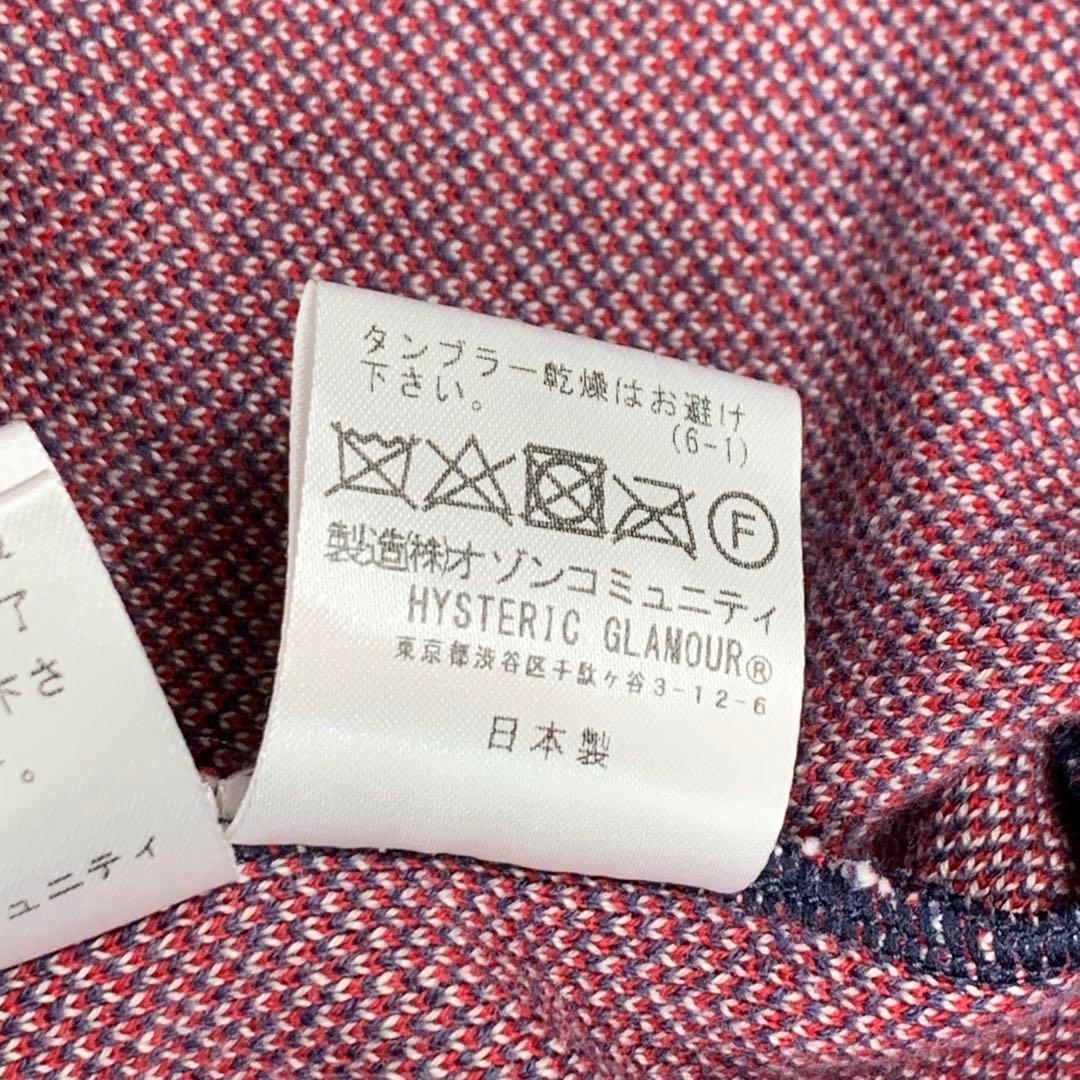 タンブラー乾燥はお避け
下さい。
(6-1)
F
製造(株)オゾンコミュニティ
HYSTERIC GLAMOUR®
東京都渋谷区千駄ヶ谷3-12-6
日本製
了
下さ
。
ュニティ